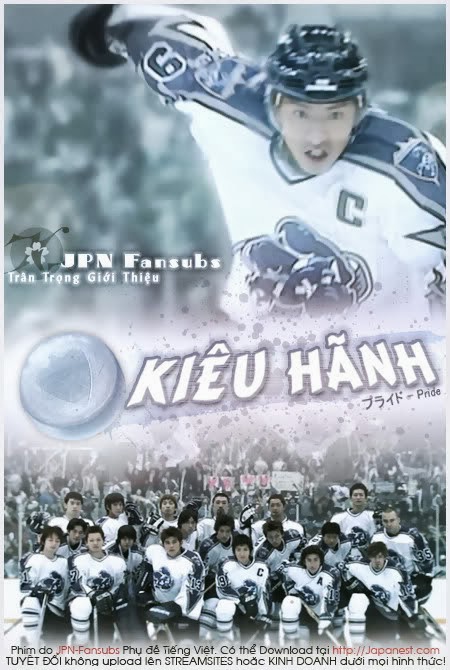 C
JPN Fansubs
Trân Trọng Giới Thiệu
KIÊU HÃNH
プライド - Pride
C
A
Phim do JPN-Fansubs Phụ đề Tiếng Việt. Có thể Download tại http://Japanest.com
TUYỆT ĐỐI không upload lên STREAMSITES hoặc KINH DOANH dưới mọi hình thức!